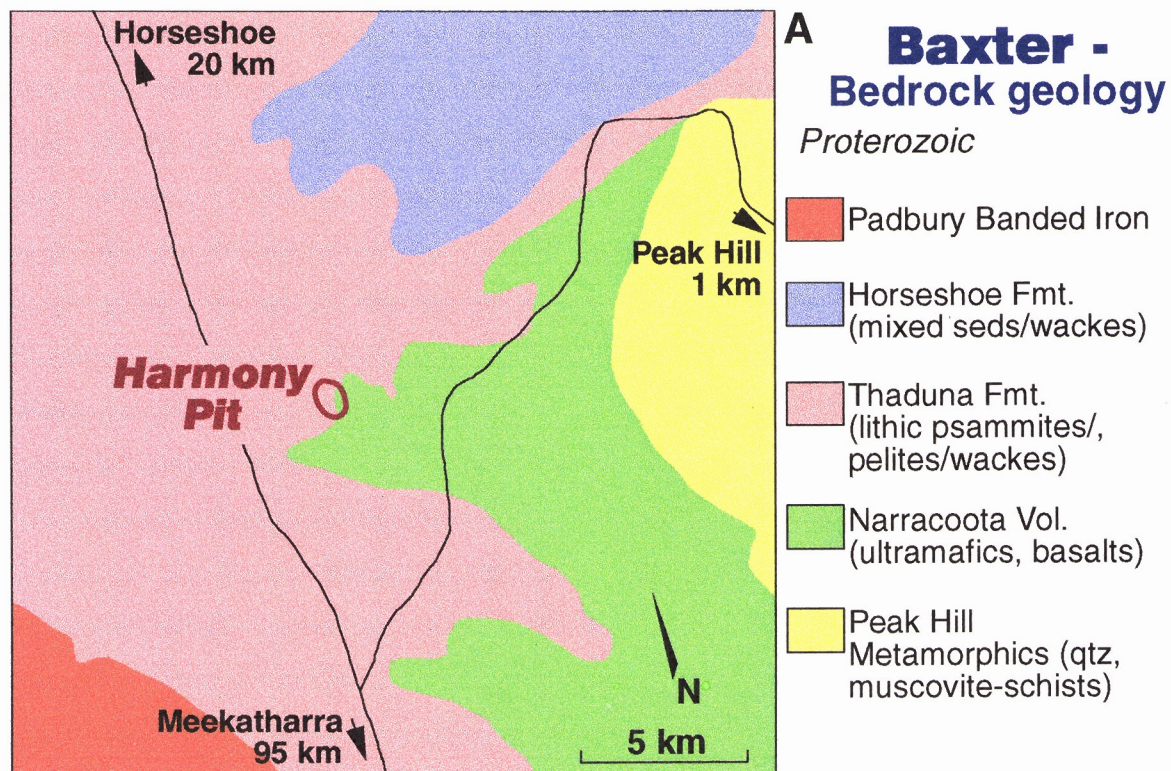 Horseshoe
20 km
Peak Hill
1 km
Harmony
Pit
Meekatharra
95 km
N
5 km
A
Baxter -
Bedrock geology
Proterozoic
Padbury Banded Iron
Horseshoe Fmt.
(mixed seds/wackes)
Thaduna Fmt.
(lithic psammites/,
pelites/wackes)
Narracoota Vol.
(ultramafics, basalts)
Peak Hill
Metamorphics (qtz,
muscovite-schists)